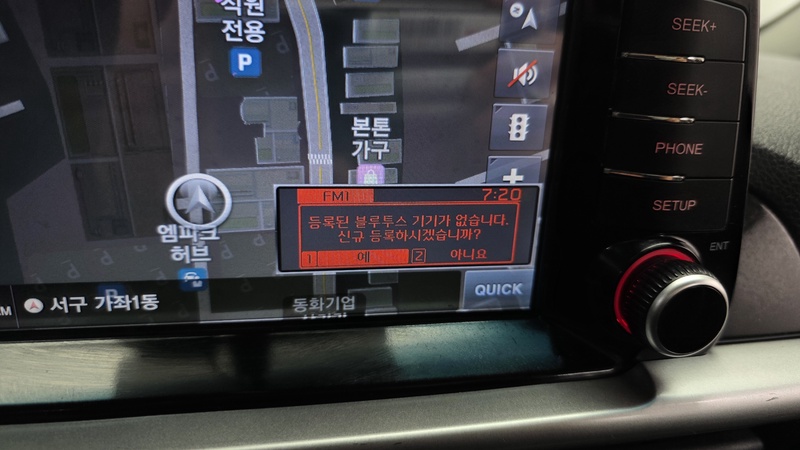 직원
전용
P
본톤
가구
엠파크
허브
FM1
7:20
등록된 블루투스 기기가 없습니다.
신규 등록하시겠습니까?
1 예 2 아니요
서구 가좌1동
동화기업
QUICK
SEEK+
SEEK-
PHONE
SETUP
ENT